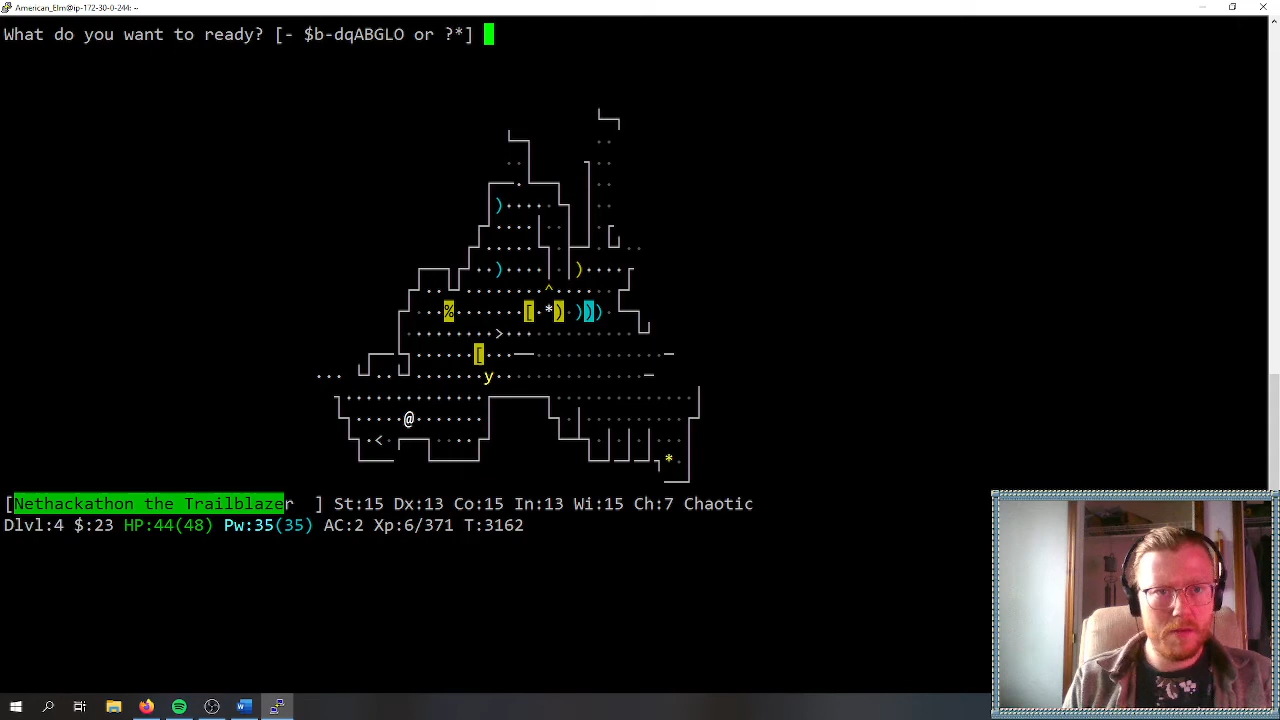 American_Elm@ip-172-30-0-244: ~
What do you want to ready? [- $b-dqABGLO or ?*]
[Nethackathon the Trailblazer  ] St:15 Dx:13 Co:15 In:13 Wi:15 Ch:7 Chaotic
Dlvl:4 $:23 HP:44(48) Pw:35(35) AC:2 Xp:6/371 T:3162